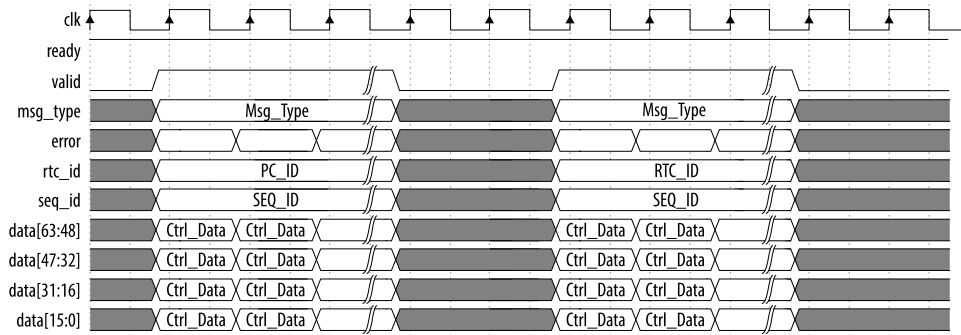 clk
ready
valid
msg_type Msg_Type Msg_Type
error
rtc_id PC_ID RTC_ID
seq_id SEQ_ID SEQ_ID
data[63:48] Ctrl_Data Ctrl_Data Ctrl_Data Ctrl_Data
data[47:32] Ctrl_Data Ctrl_Data Ctrl_Data Ctrl_Data
data[31:16] Ctrl_Data Ctrl_Data Ctrl_Data Ctrl_Data
data[15:0] Ctrl_Data Ctrl_Data Ctrl_Data Ctrl_Data